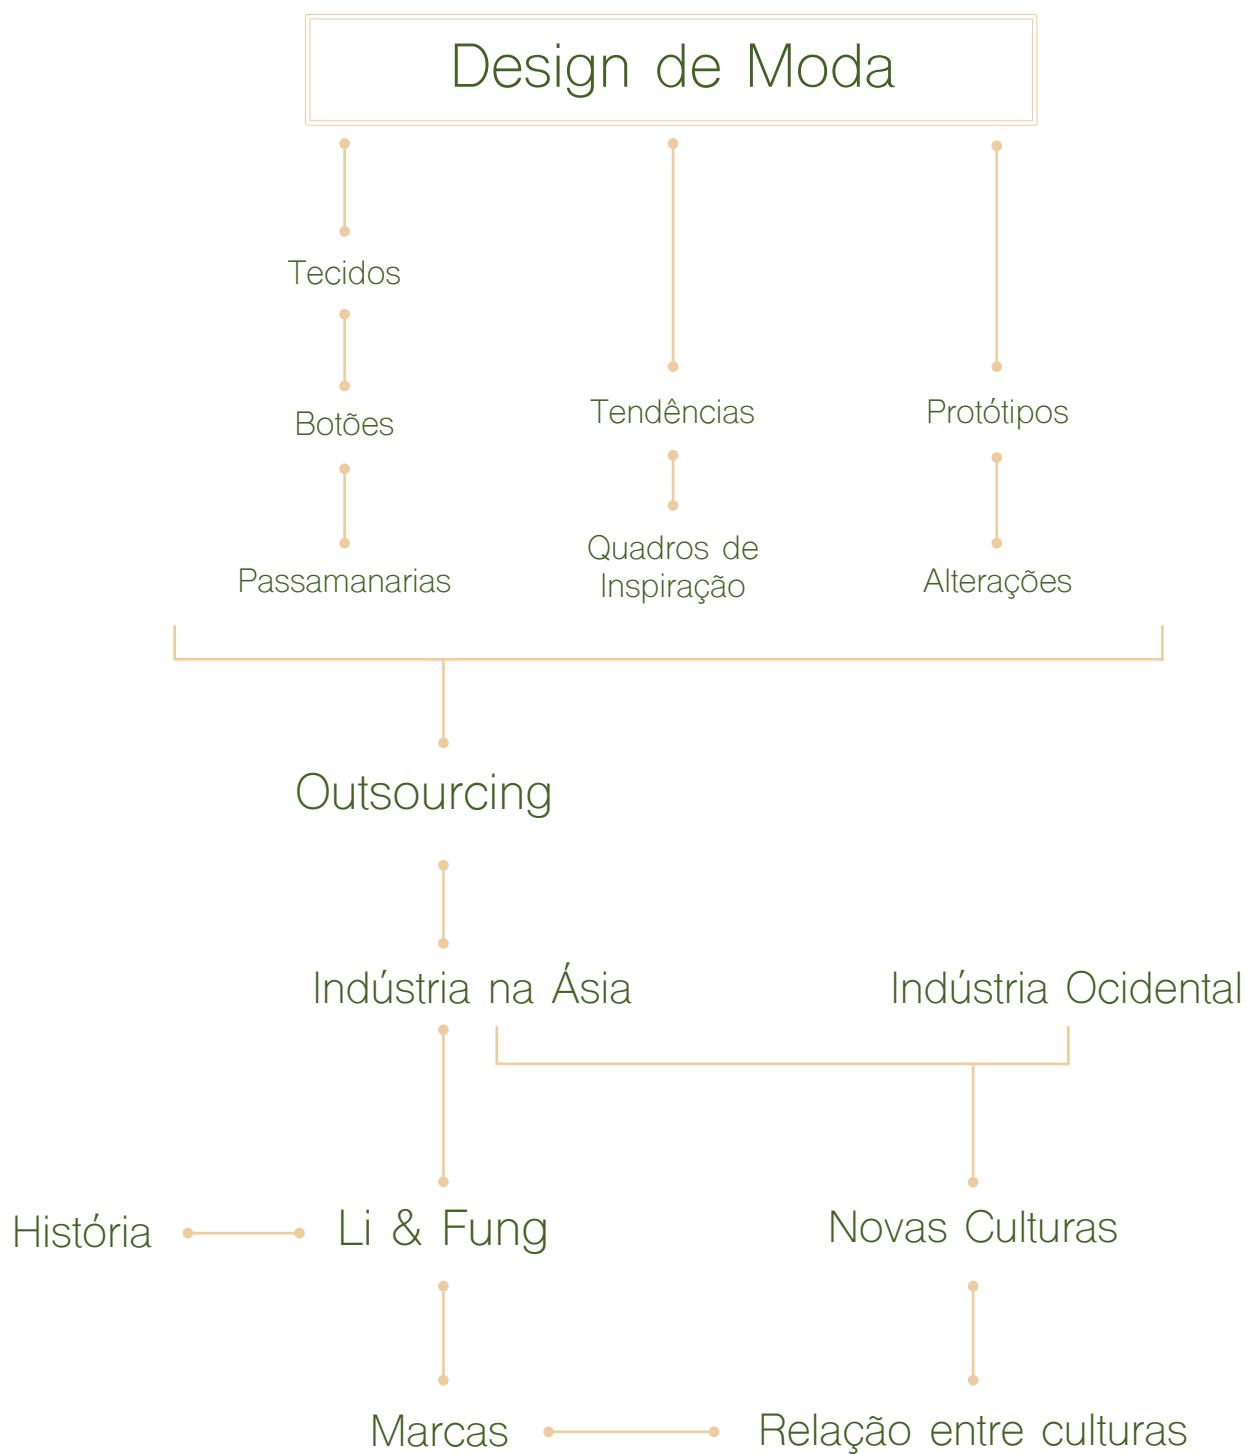 Design de Moda
Tecidos
Botões
Passamanarias
Tendências
Quadros de
Inspiração
Protótipos
Alterações
Outsourcing
Indústria na Ásia
Indústria Ocidental
História
Li & Fung
Novas Culturas
Marcas
Relação entre culturas